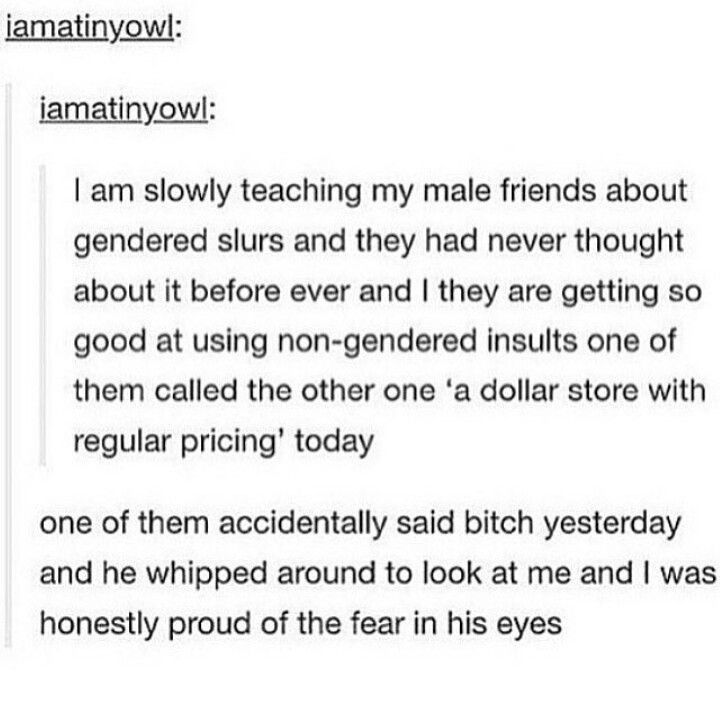 iamatinyowl:
iamatinyowl:
I am slowly teaching my male friends about
gendered slurs and they had never thought
about it before ever and I they are getting so
good at using non-gendered insults one of
them called the other one ‘a dollar store with
regular pricing’ today
one of them accidentally said bitch yesterday
and he whipped around to look at me and I was
honestly proud of the fear in his eyes